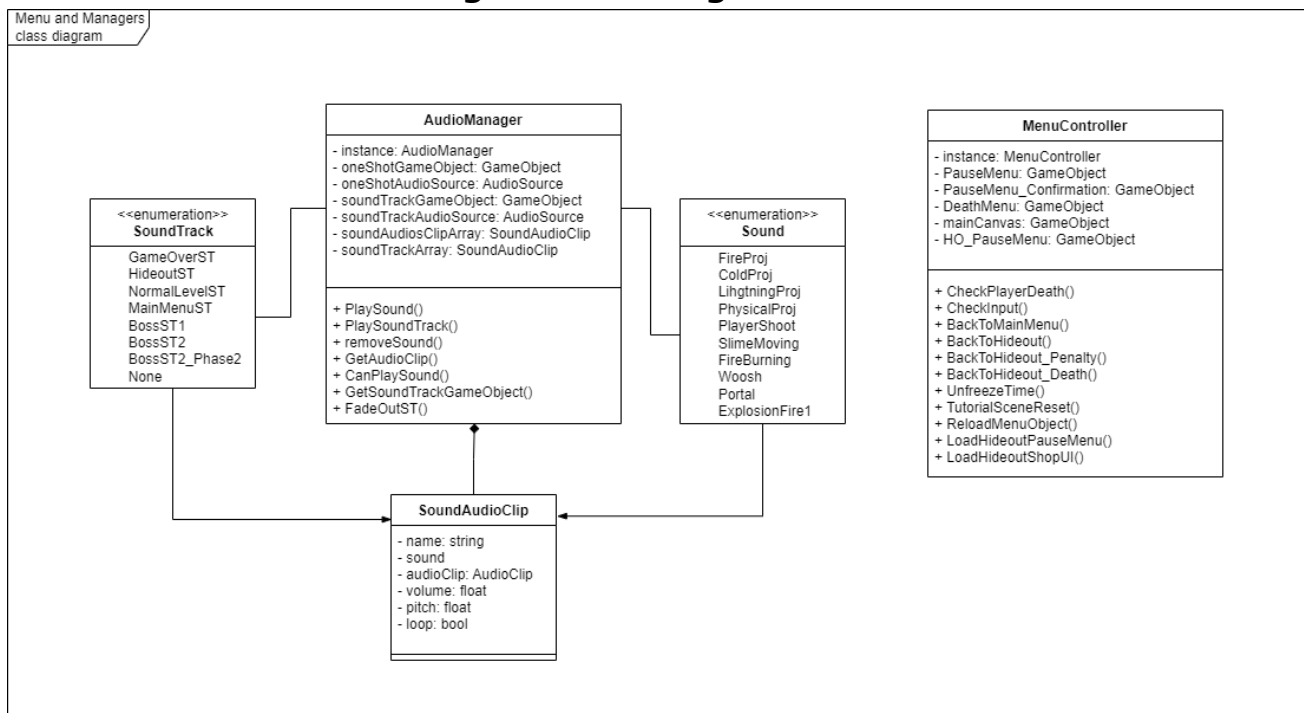 Menu and Managers
class diagram
AudioManager
- instance: AudioManager
- oneShotGameObject: GameObject
- oneShotAudioSource: AudioSource
- soundTrackGameObject: GameObject
- soundTrackAudioSource: AudioSource
- soundAudiosClipArray: SoundAudioClip
- soundTrackArray: SoundAudioClip
+ PlaySound()
+ PlaySoundTrack()
+ removeSound()
+ GetAudioClip()
+ CanPlaySound()
+ GetSoundTrackGameObject()
+ FadeOutST()
<<enumeration>>
SoundTrack
GameOverST
HideoutST
NormalLevelST
MainMenuST
BossST1
BossST2
BossST2_Phase2
None
<<enumeration>>
Sound
FireProj
ColdProj
LihgtningProj
PhysicalProj
PlayerShoot
SlimeMoving
FireBurning
Woosh
Portal
ExplosionFire1
MenuController
- instance: MenuController
- PauseMenu: GameObject
- PauseMenu_Confirmation: GameObject
- DeathMenu: GameObject
- mainCanvas: GameObject
- HO_PauseMenu: GameObject
+ CheckPlayerDeath()
+ CheckInput()
+ BackToMainMenu()
+ BackToHideout()
+ BackToHideout_Penalty()
+ BackToHideout_Death()
+ UnfreezeTime()
+ TutorialSceneReset()
+ ReloadMenuObject()
+ LoadHideoutPauseMenu()
+ LoadHideoutShopUI()
SoundAudioClip
- name: string
- sound
- audioClip: AudioClip
- volume: float
- pitch: float
- loop: bool